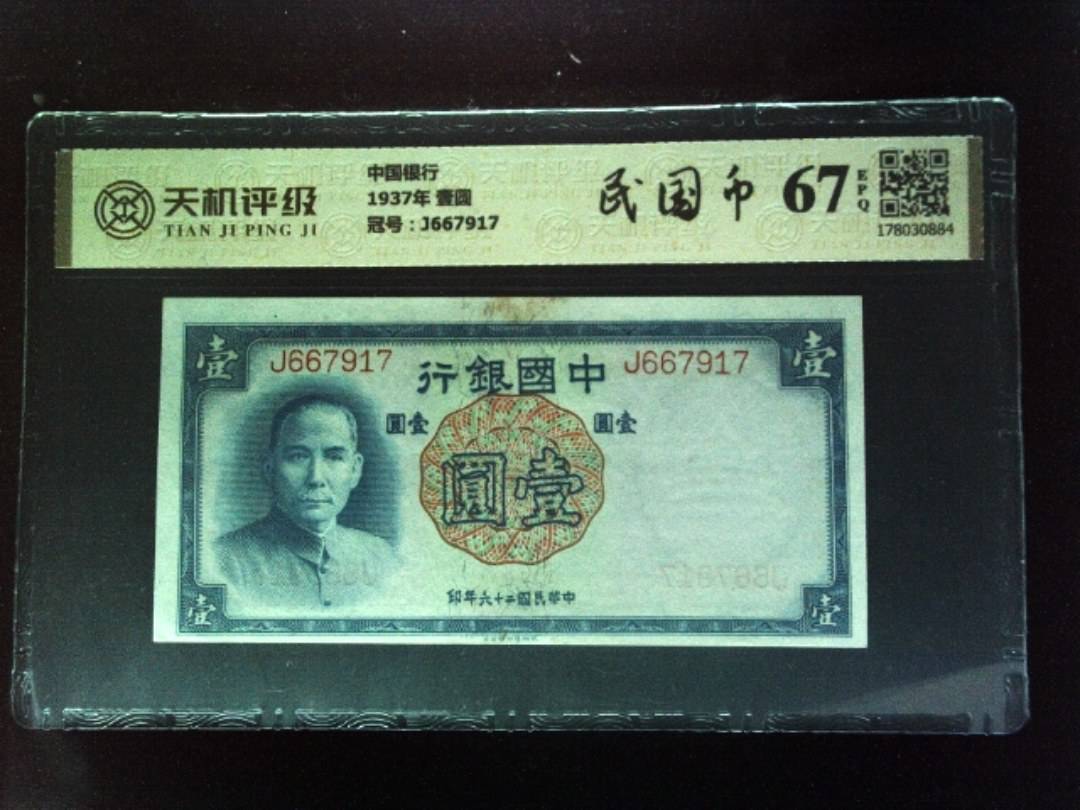 天机评级
TIAN JI PING JI
中国银行
1937年 壹圆
冠号：J667917
民国币
67
EPQ
178030884
壹
壹
J667917
J667917
行銀國中
圓壹
圓壹
圓壹
印年六十二國民華中
壹
壹